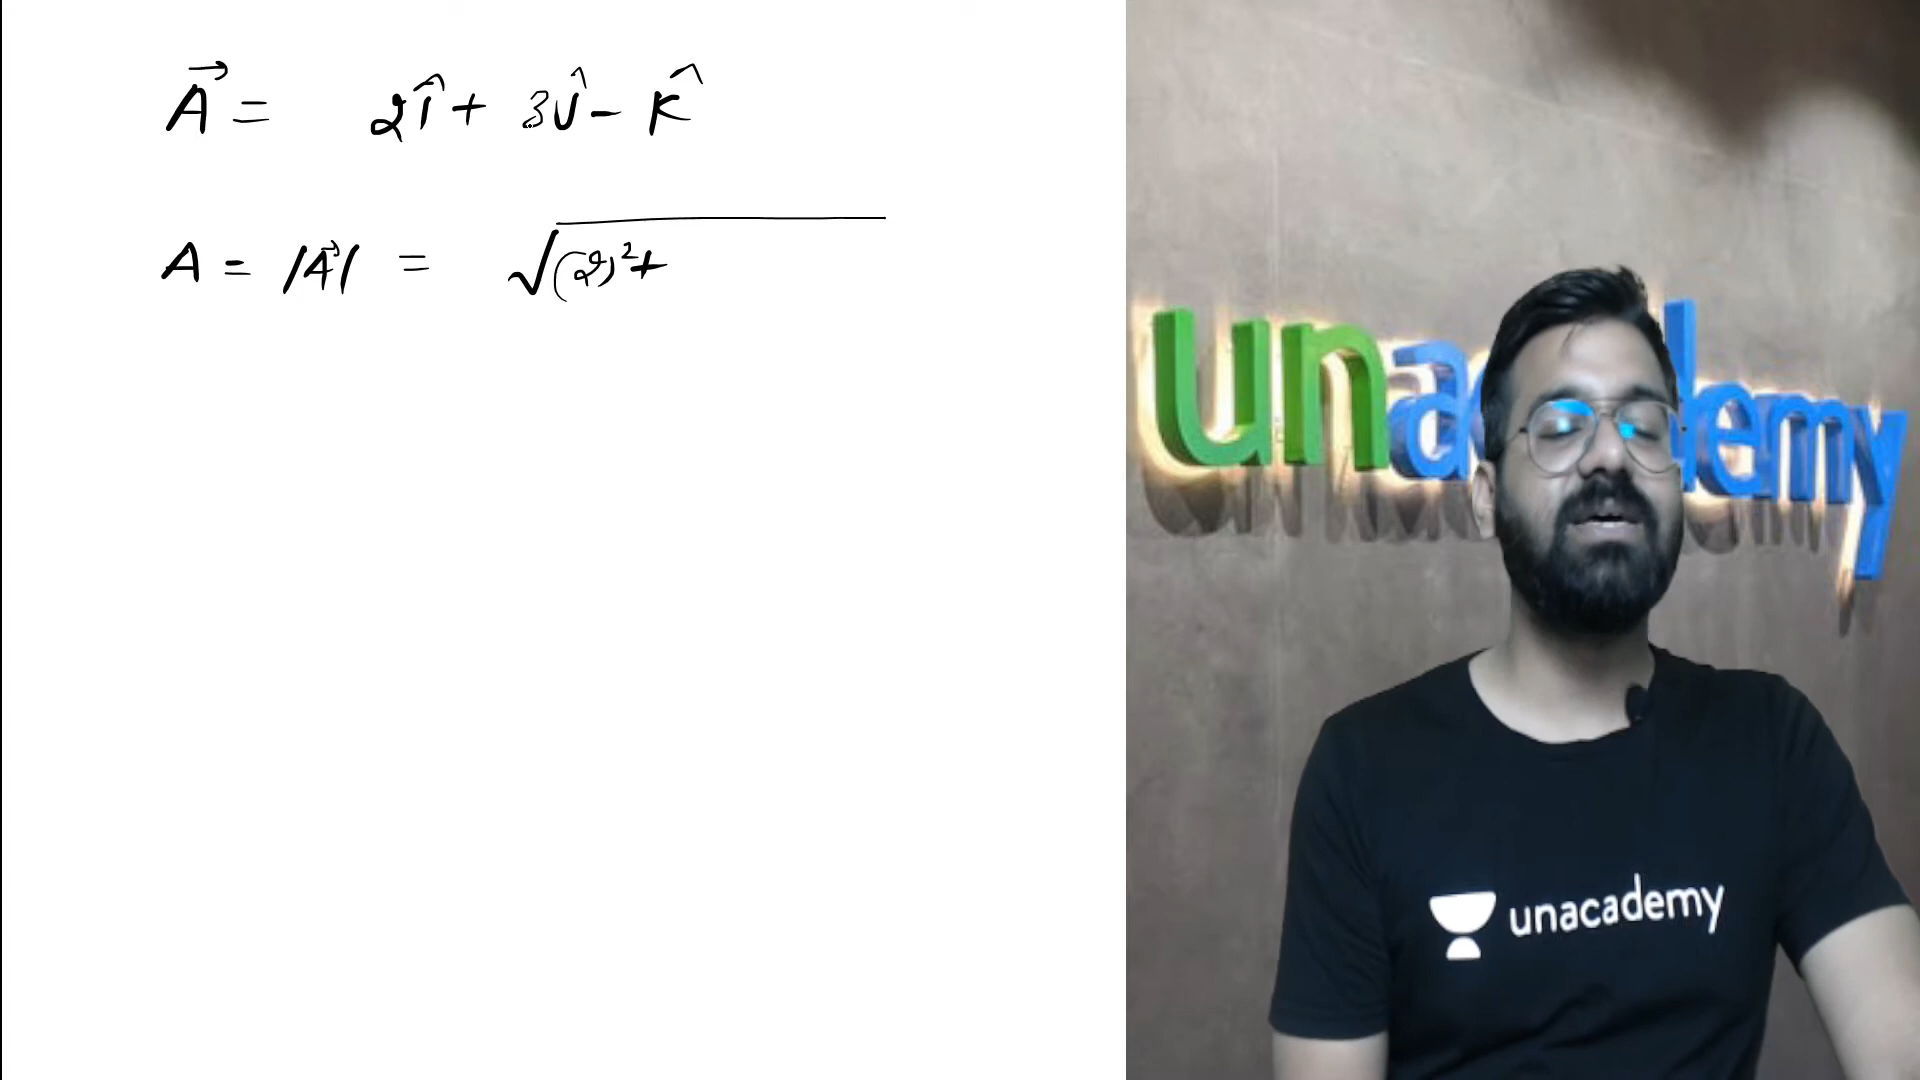 A⃗ = 2î + 3ĵ - k̂
A = |A⃗| = √(2)² +
unacademy
unacademy